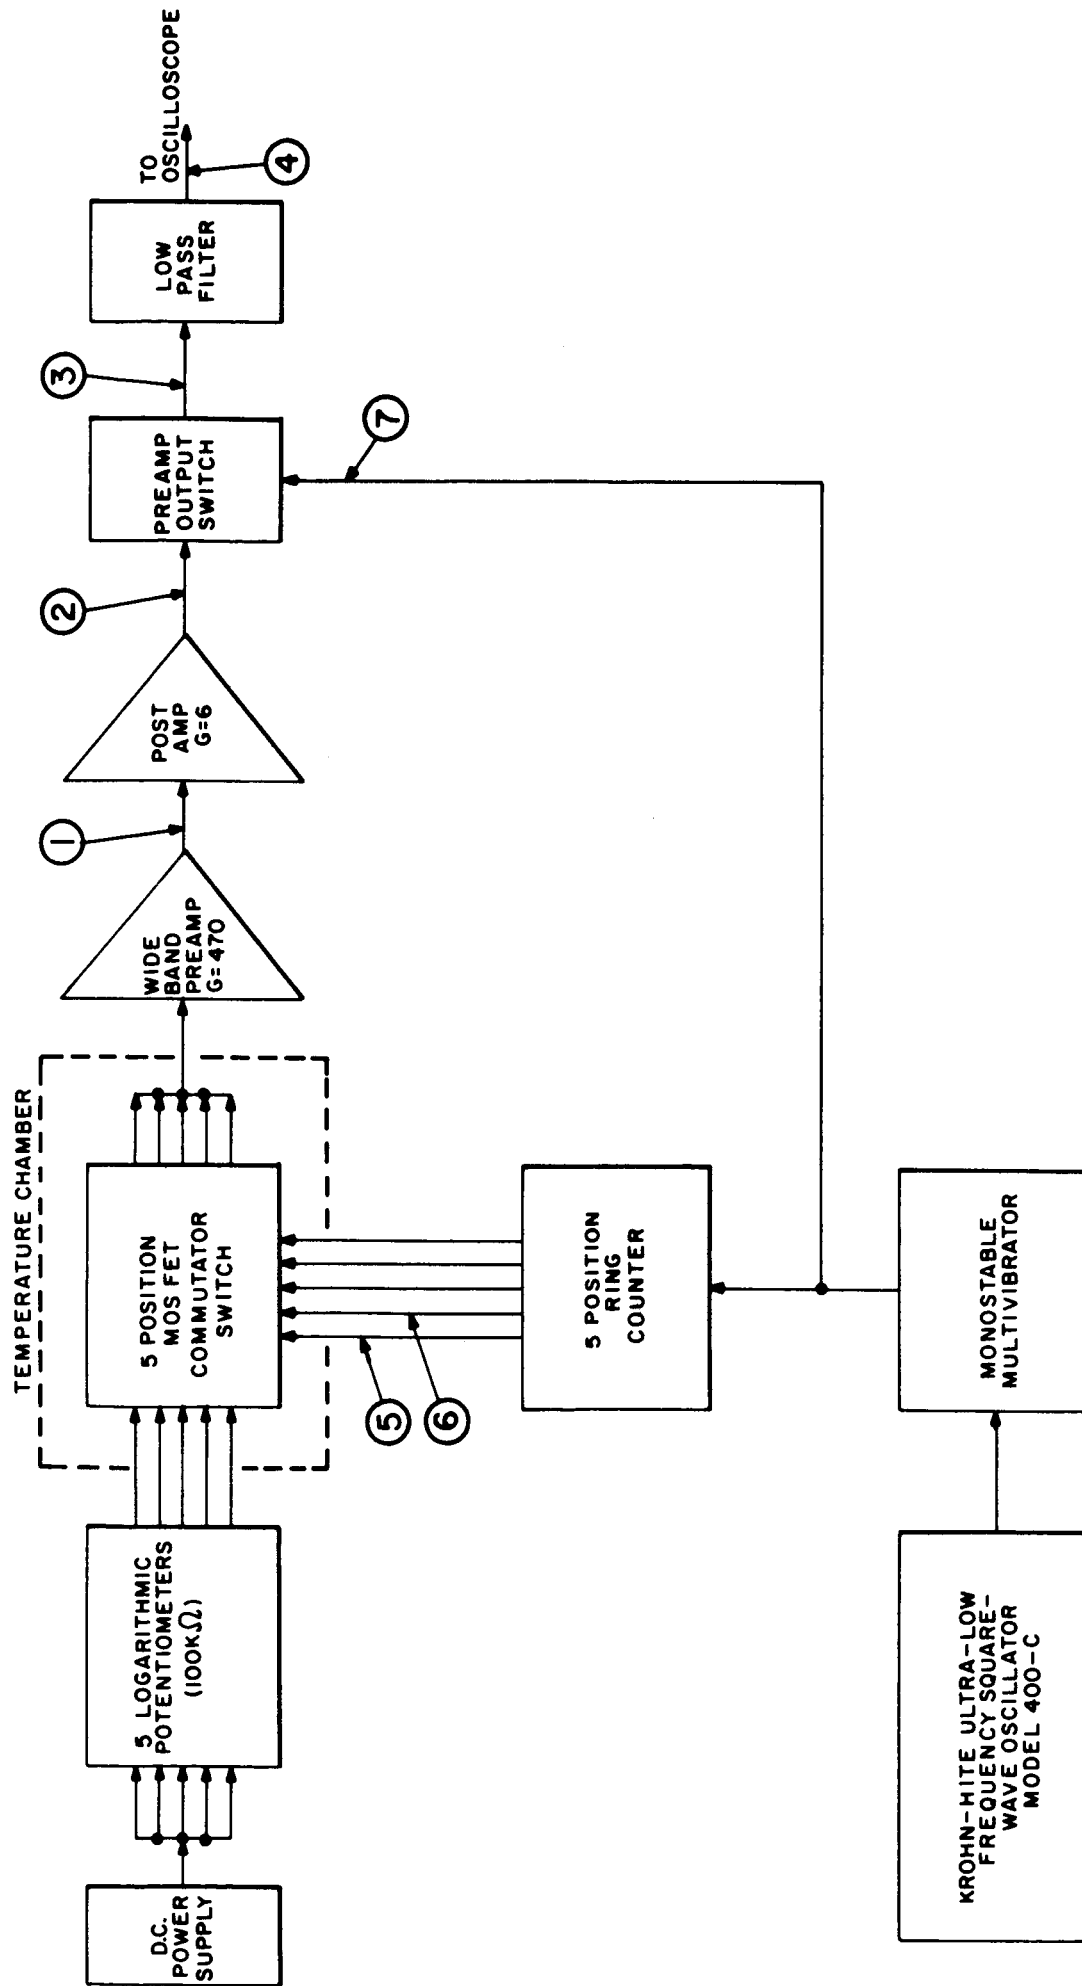 D.C.
POWER
SUPPLY
5 LOGARITHMIC
POTENTIOMETERS
(100KΩ)
TEMPERATURE CHAMBER
5 POSITION
MOS FET
COMMUTATOR
SWITCH
WIDE
BAND
PREAMP
G=470
1
POST
AMP
G=6
2
PREAMP
OUTPUT
SWITCH
3
LOW
PASS
FILTER
TO
OSCILLOSCOPE
4
5
6
7
5 POSITION
RING
COUNTER
KROHN-HITE ULTRA-LOW
FREQUENCY SQUARE-
WAVE OSCILLATOR
MODEL 400-C
MONOSTABLE
MULTIVIBRATOR